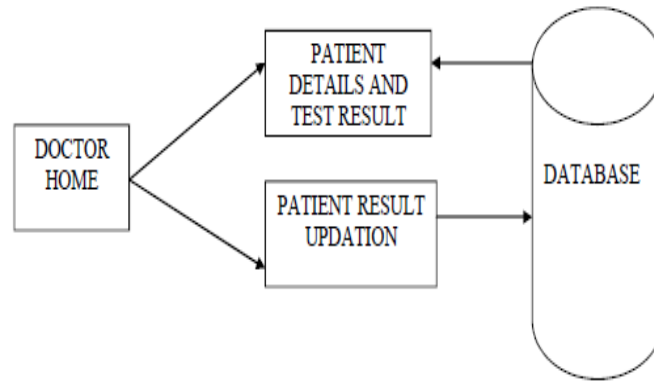 PATIENT
DETAILS AND
TEST RESULT
DOCTOR
HOME
DATABASE
PATIENT RESULT
UPDATION